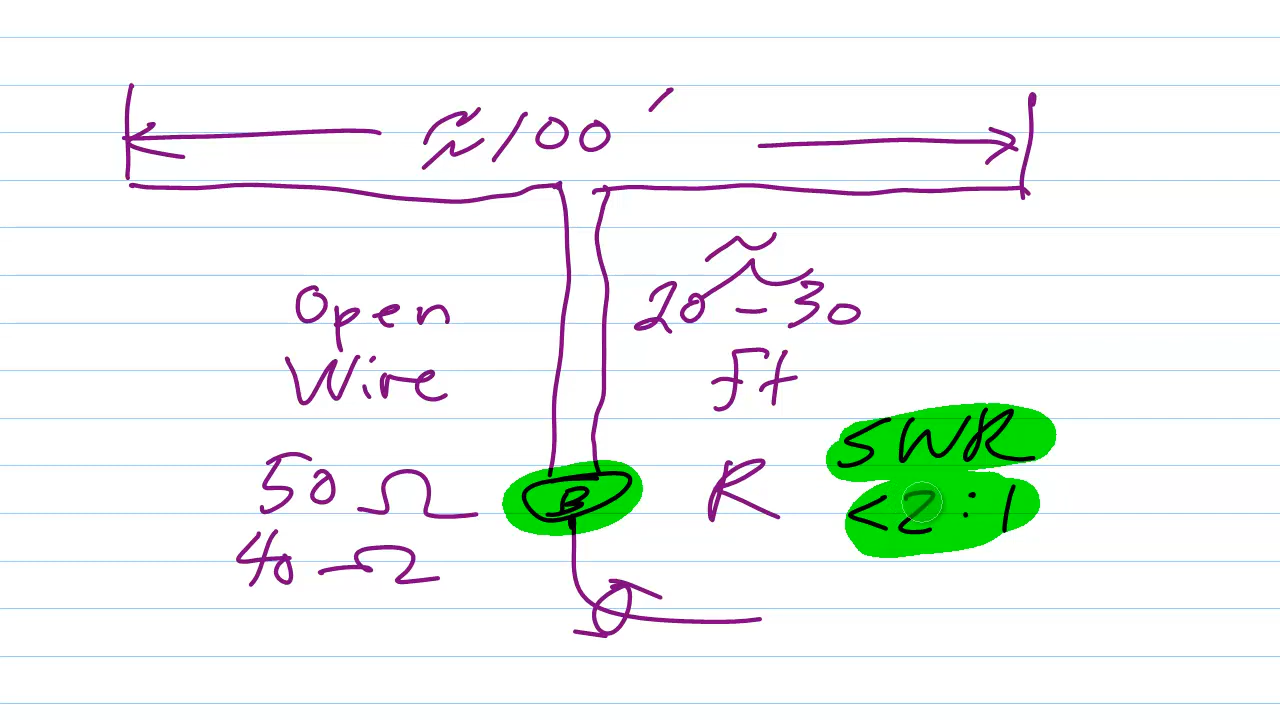 ≈100'
Open
Wire
20-30
Ft
50 Ω
40 Ω
B
R
SWR
<2:1